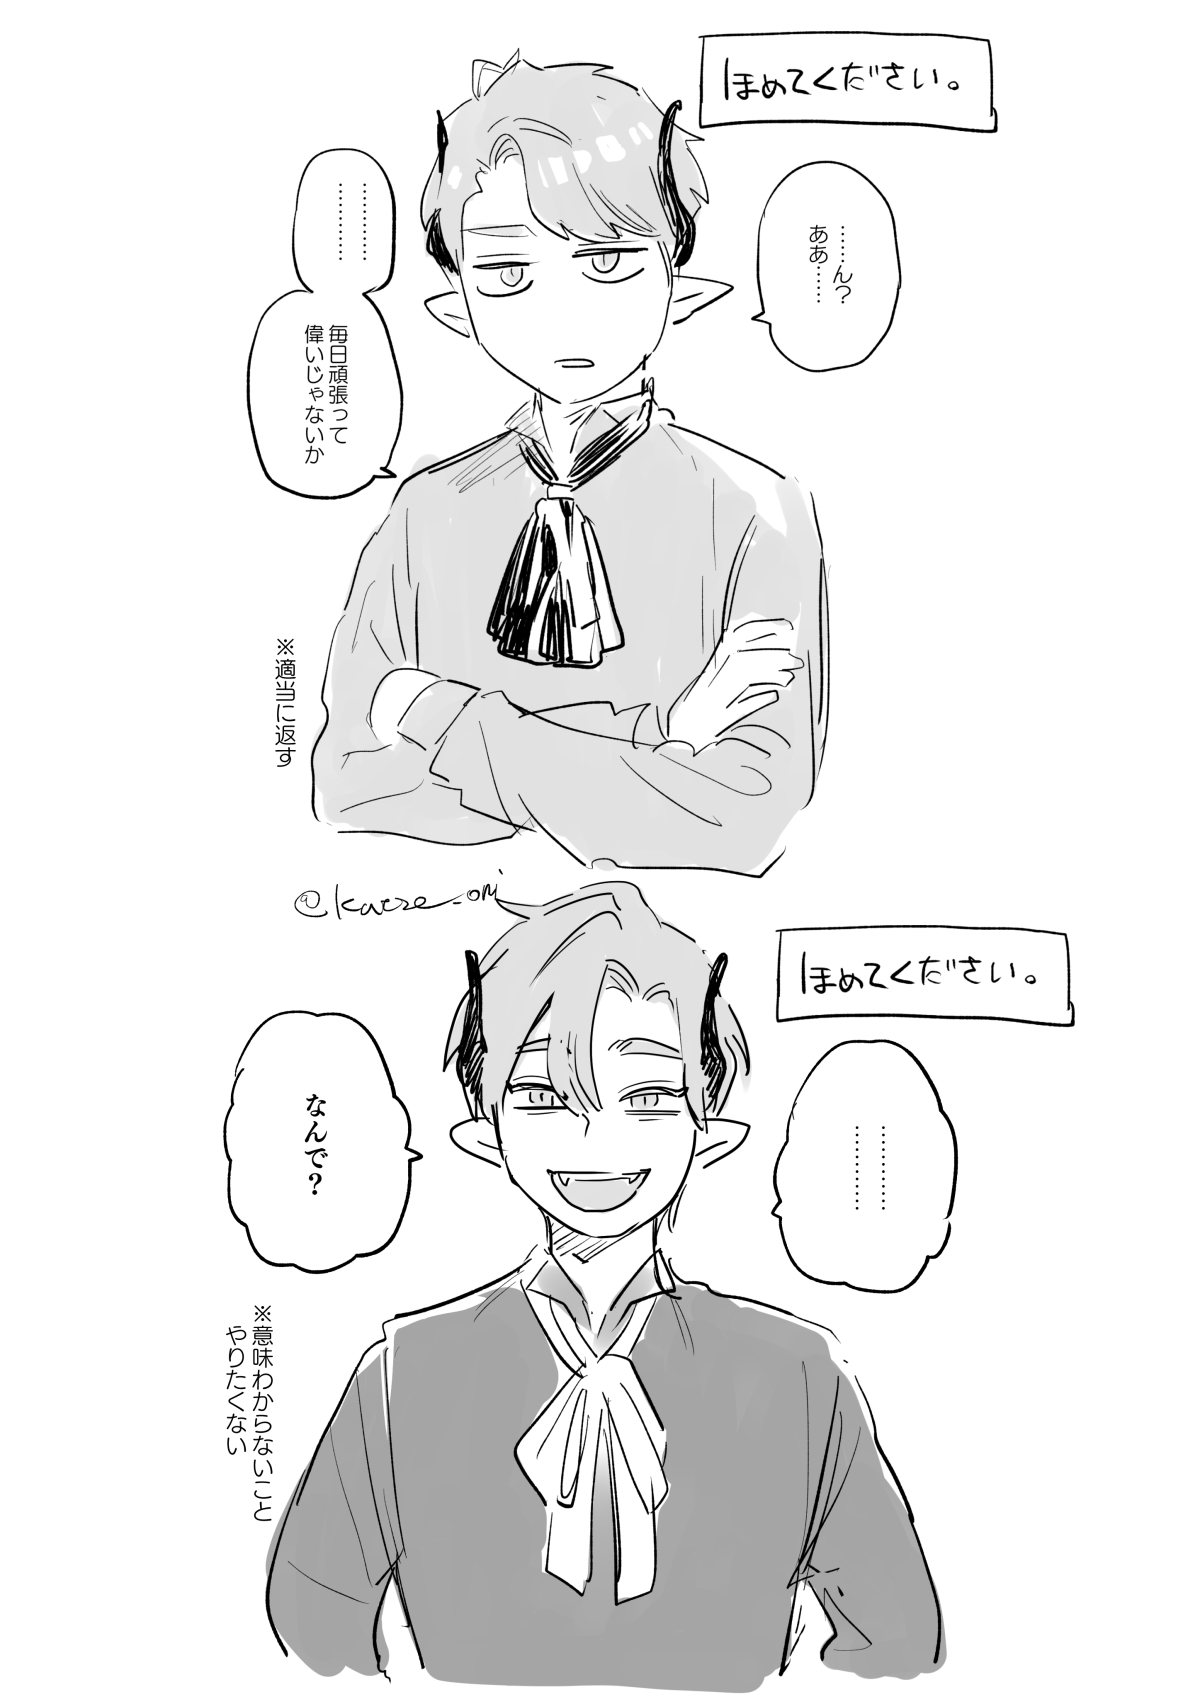 ほめてください。
……ん？
ああ……
………
………
毎日頑張って
偉いじゃないか
※適当に返す
ほめてください。
………
………
なんで？
※意味わからないこと
やりたくない